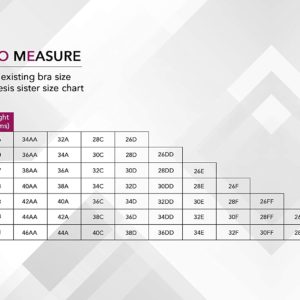 O MEASURE
existing bra size
esis sister size chart
ght
ms)
34AA 32A 28C 26D
36AA 34A 30C 28D 26DD
38AA 36A 32C 30D 28DD 26E
40AA 38A 34C 32D 30DD 28E 26F
42AA 40A 36C 34D 32DD 30E 28F 26FF
44AA 42A 38C 36D 34DD 32E 30F 28FF
46AA 44A 40C 38D 36DD 34E 32F 30FF 28